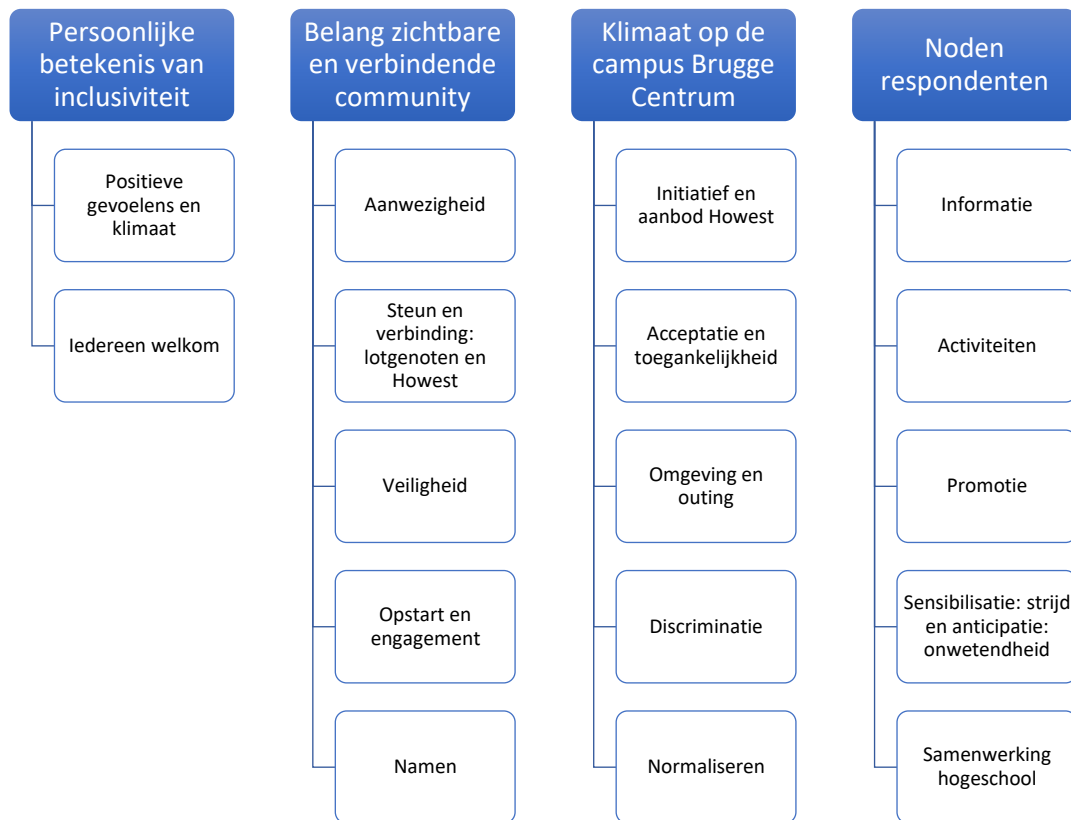 Persoonlijke
betekenis van
inclusiviteit
Positieve
gevoelens en
klimaat
Iedereen welkom
Belang zichtbare
en verbindende
community
Aanwezigheid
Steun en
verbinding:
lotgenoten en
Howest
Veiligheid
Opstart en
engagement
Namen
Klimaat op de
campus Brugge
Centrum
Initiatief en
aanbod Howest
Acceptatie en
toegankelijkheid
Omgeving en
outing
Discriminatie
Normaliseren
Noden
respondenten
Informatie
Activiteiten
Promotie
Sensibilisatie: strijd
en anticipatie:
onwetendheid
Samenwerking
hogeschool